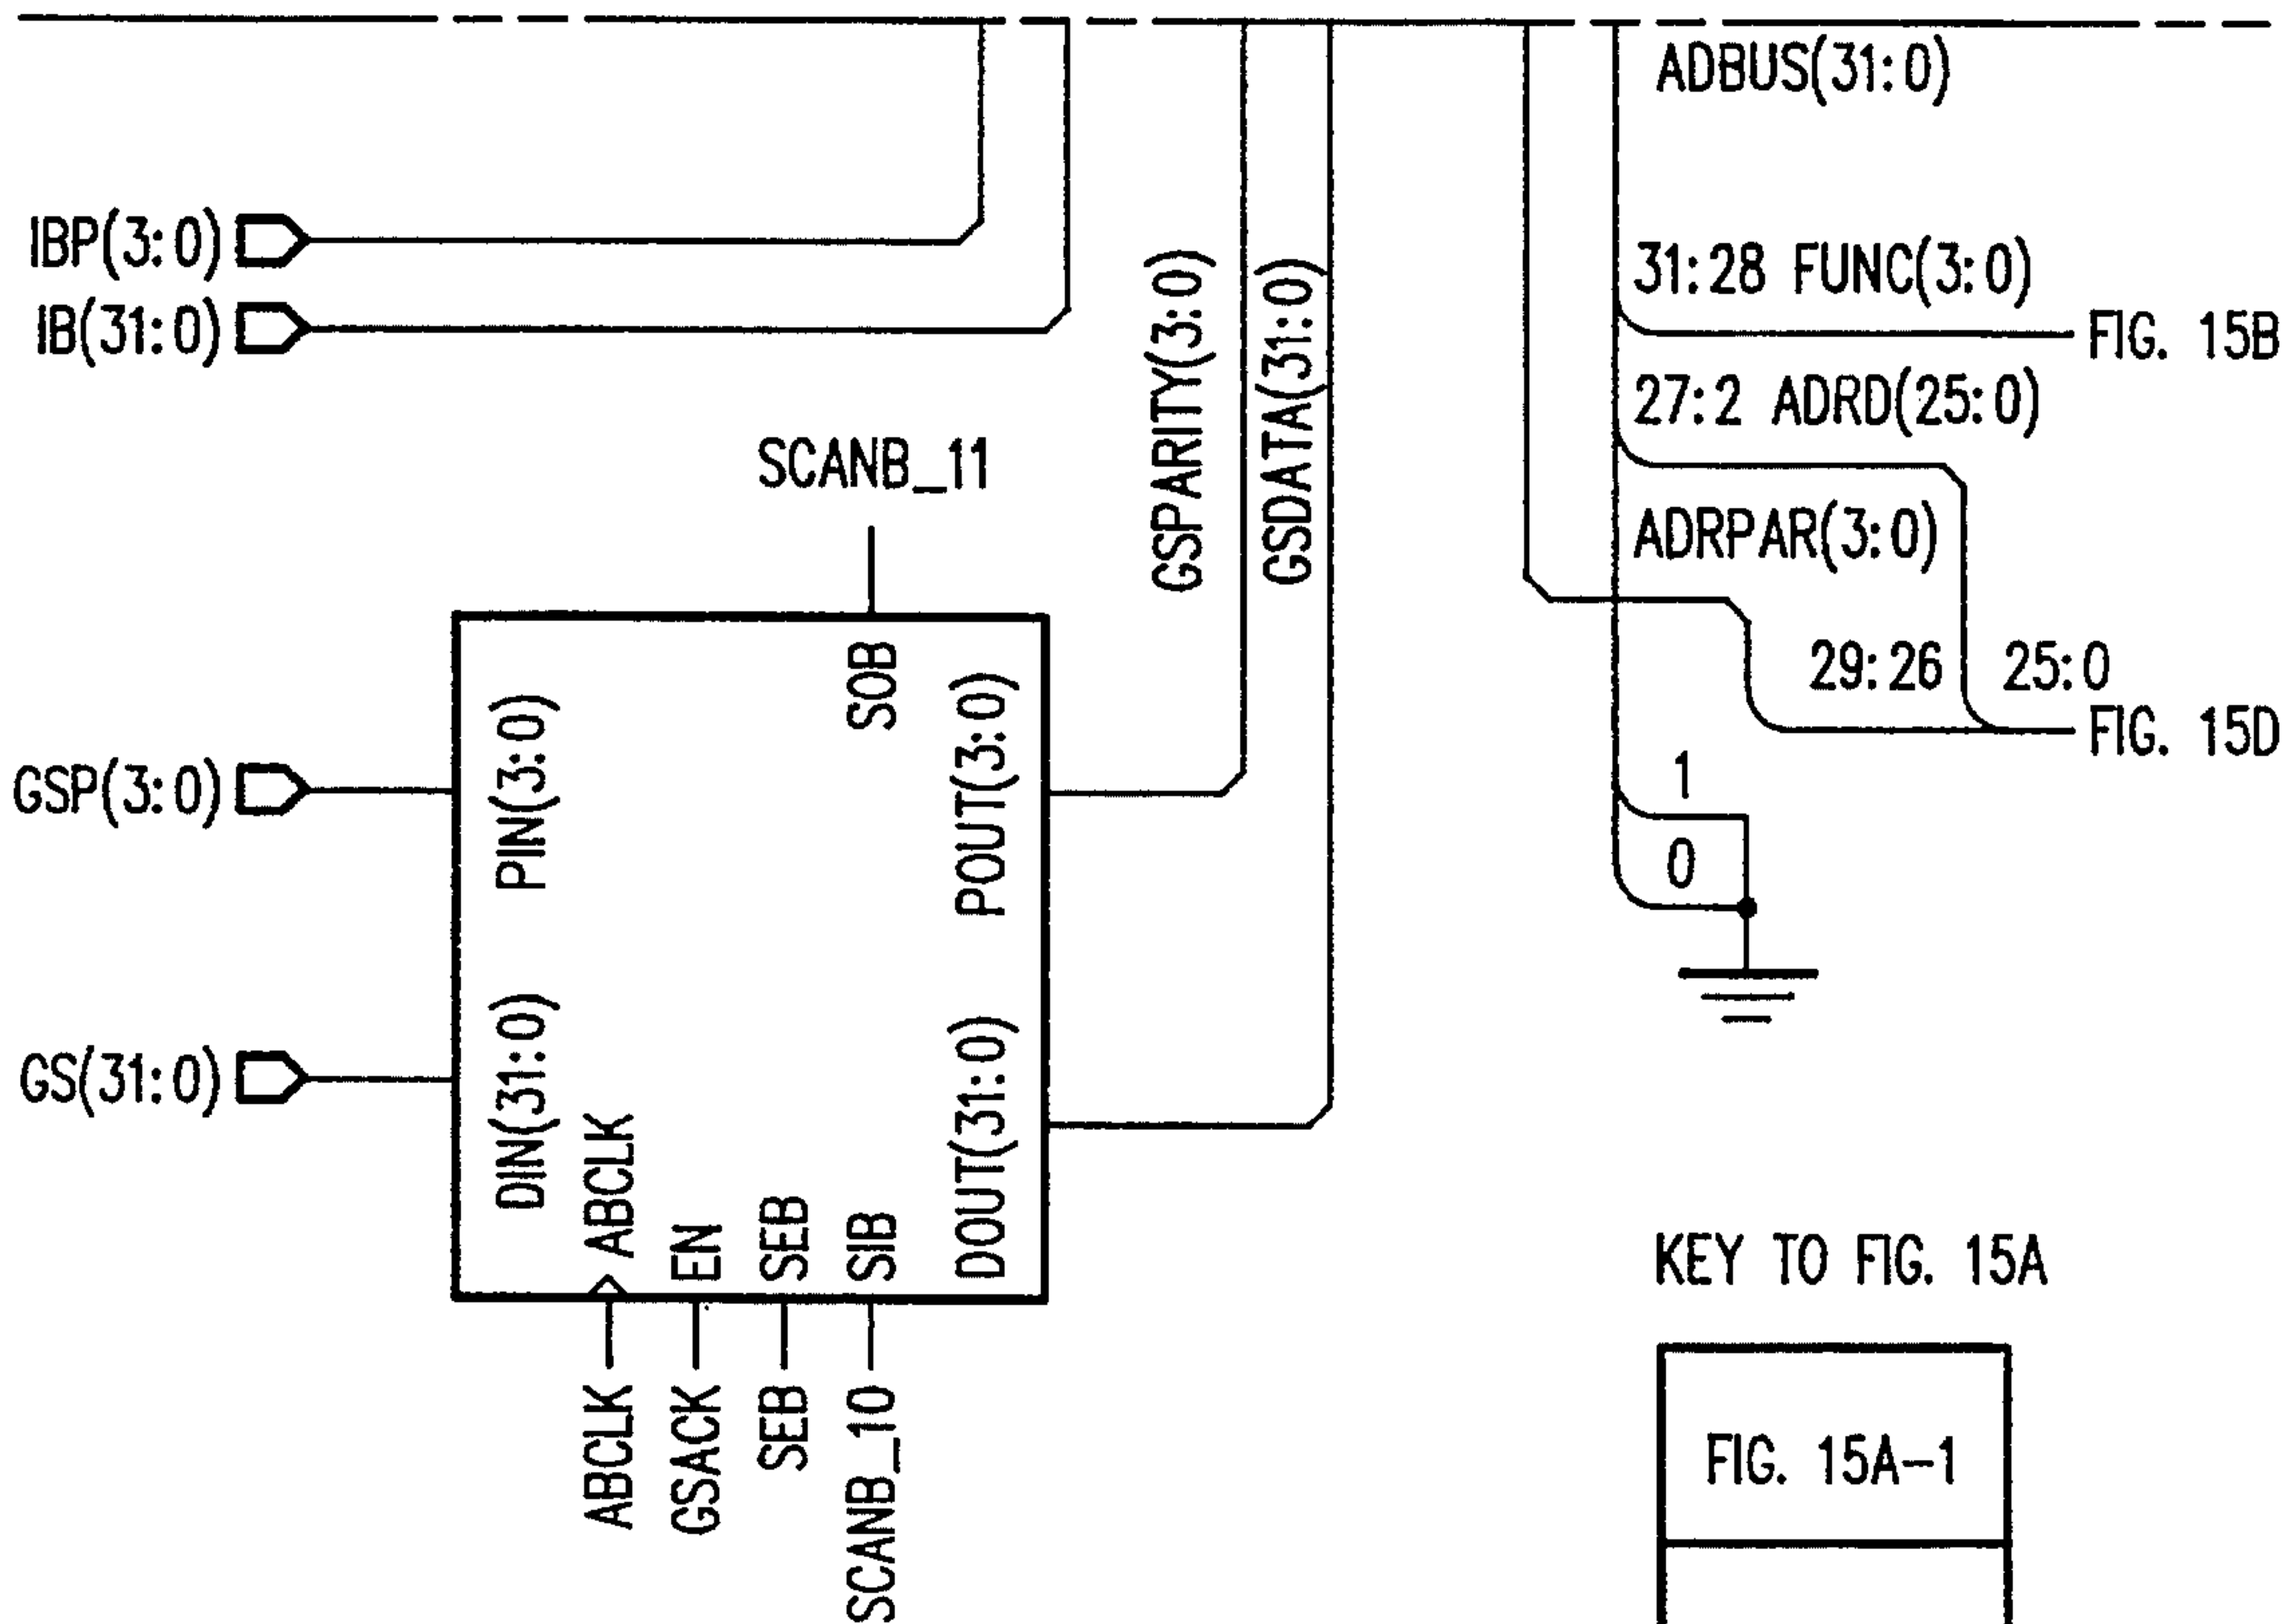 ADBUS(31:0)
IBP(3:0)
31:28 FUNC(3:0)
IB(31:0)
FIG. 15B
GSPARITY(3:0)
GSDATA(31:0)
27:2 ADRD(25:0)
SCANB_11
ADRPAR(3:0)
29:26
25:0
FIG. 15D
SOB
PIN(3:0)
POUT(3:0)
GSP(3:0)
1
0
GS(31:0)
DIN(31:0)
ABCLK
EN
SEB
SIB
DOUT(31:0)
KEY TO FIG. 15A
ABCLK
GSACK
SEB
SCANB_10
FIG. 15A-1